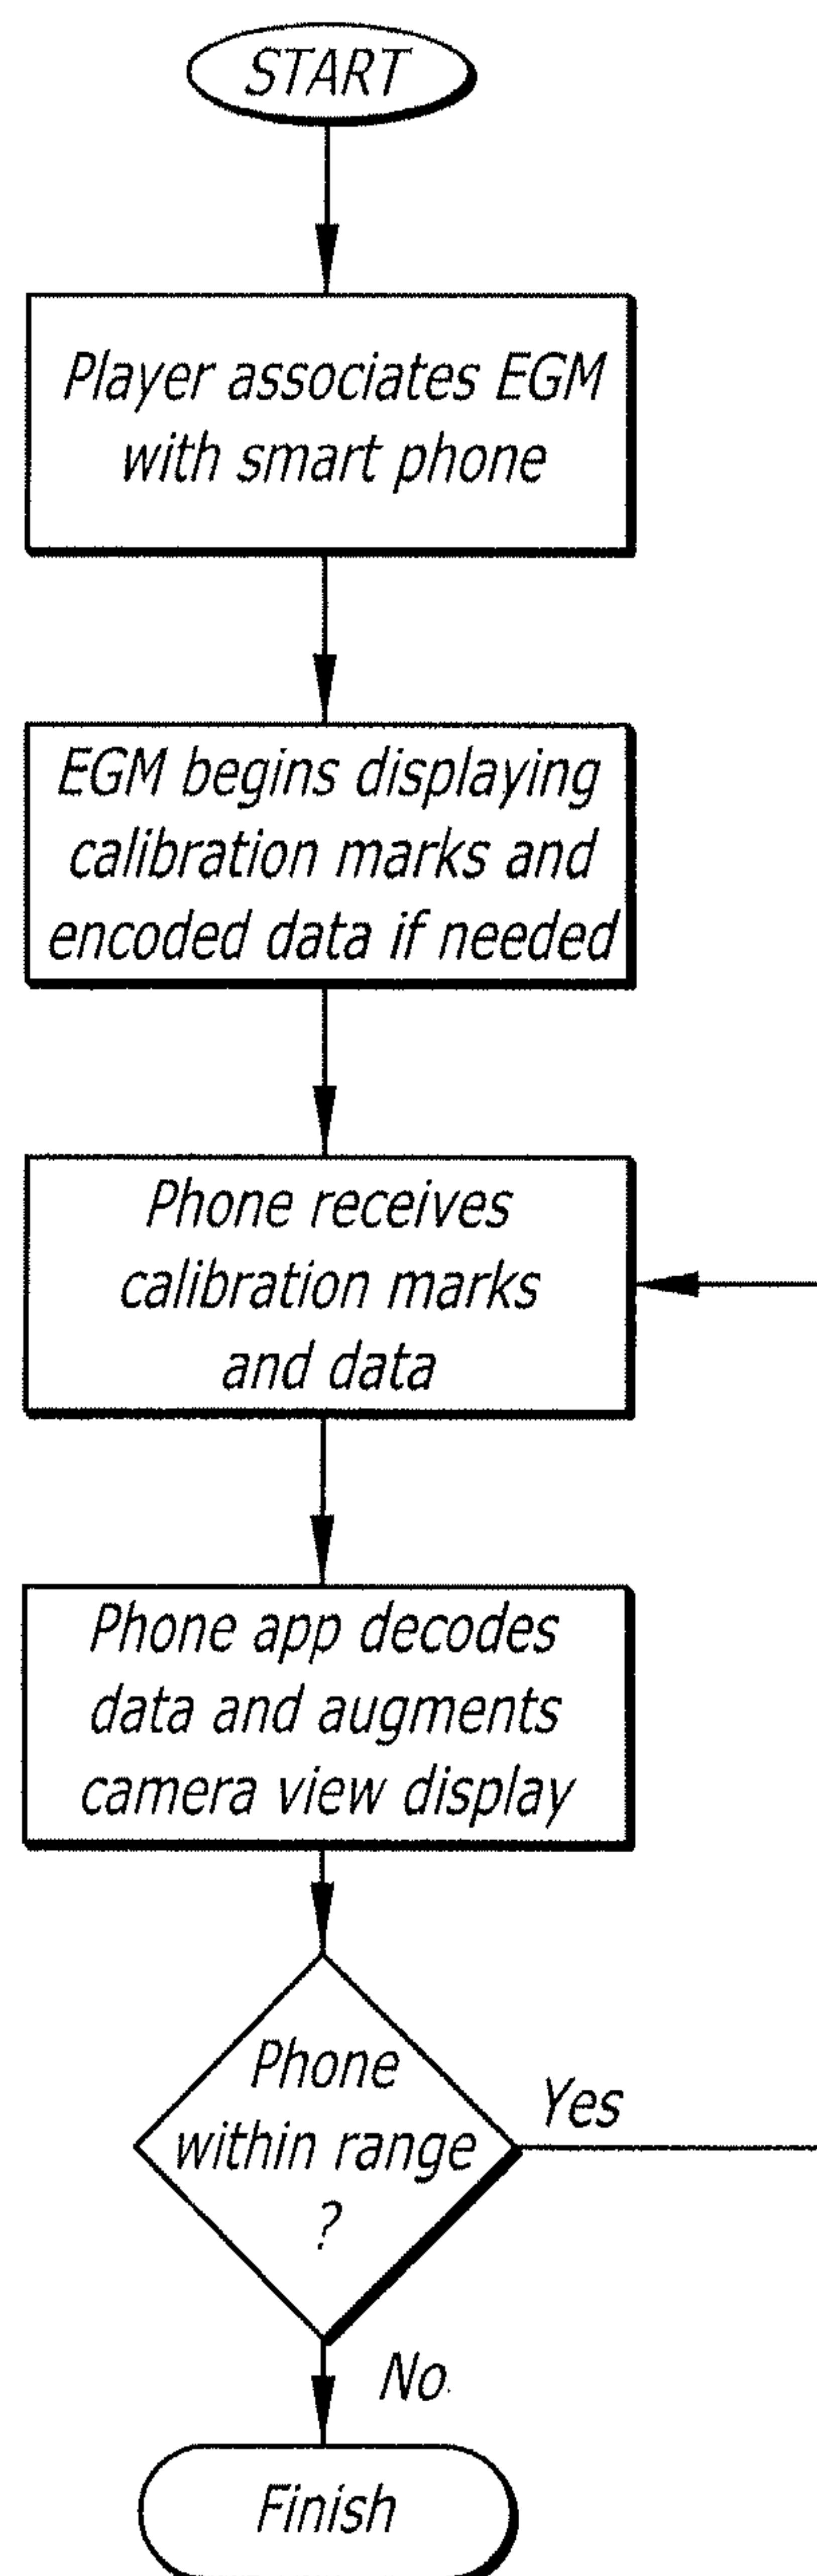 START
Player associates EGM
with smart phone
EGM begins displaying
calibration marks and
encoded data if needed
Phone receives
calibration marks
and data
Phone app decodes
data and augments
camera view display
Phone
within range
?
Yes
No
Finish